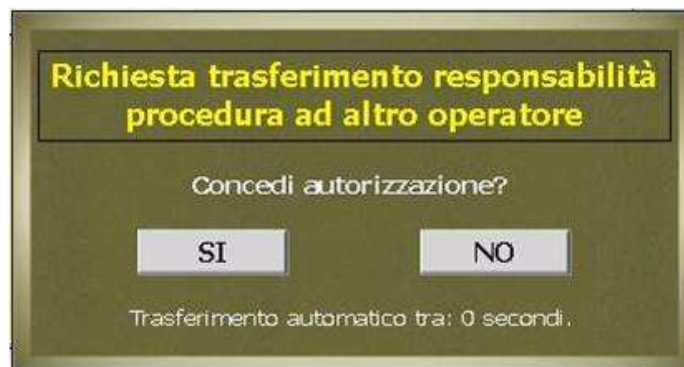 Richiesta trasferimento responsabilità
procedura ad altro operatore
Concedi autorizzazione?
SI NO
Trasferimento automatico tra: 0 secondi.